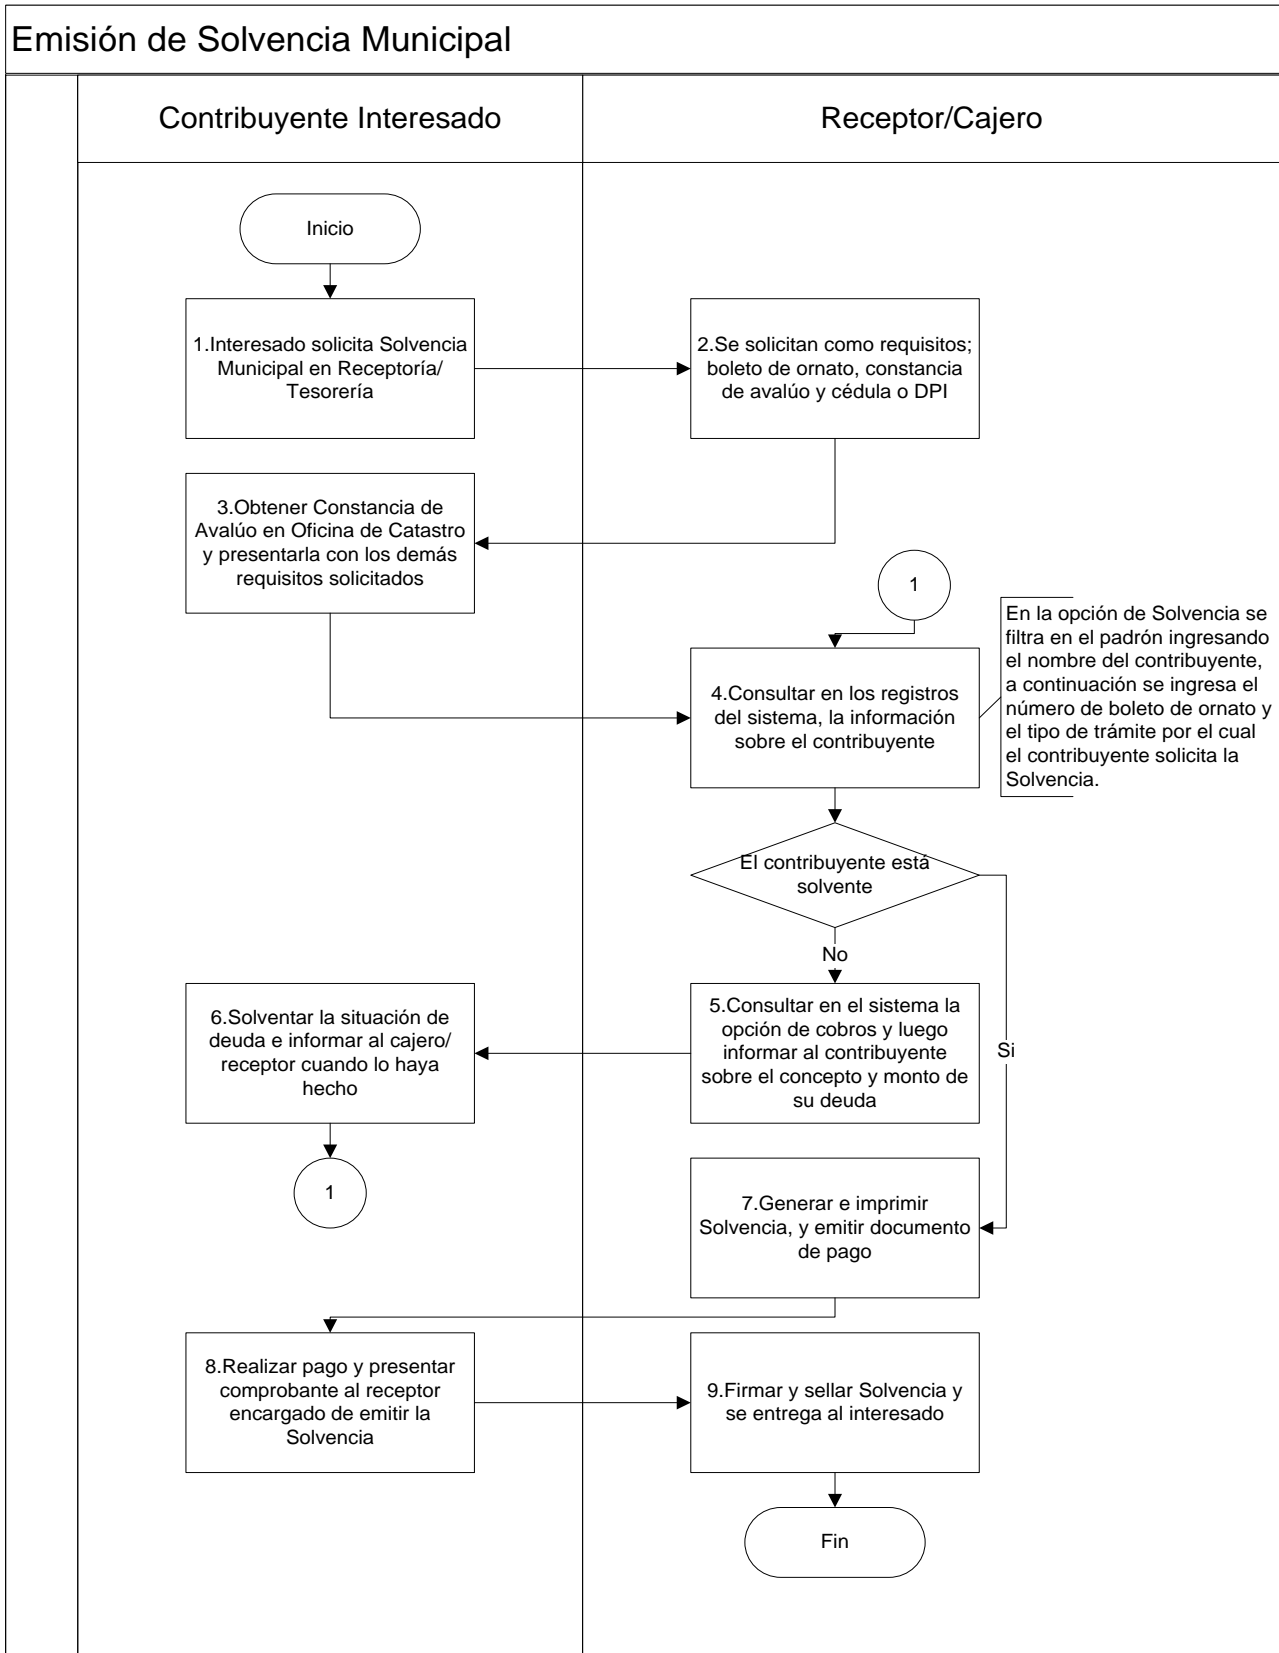 Emisión de Solvencia Municipal
Contribuyente Interesado
Receptor/Cajero
Inicio
1.Interesado solicita Solvencia
Municipal en Receptoría/
Tesorería
2.Se solicitan como requisitos;
boleto de ornato, constancia
de avalúo y cédula o DPI
3.Obtener Constancia de
Avalúo en Oficina de Catastro
y presentarla con los demás
requisitos solicitados
1
4.Consultar en los registros
del sistema, la información
sobre el contribuyente
En la opción de Solvencia se
filtra en el padrón ingresando
el nombre del contribuyente,
a continuación se ingresa el
número de boleto de ornato y
el tipo de trámite por el cual
el contribuyente solicita la
Solvencia.
El contribuyente está
solvente
No
Si
5.Consultar en el sistema la
opción de cobros y luego
informar al contribuyente
sobre el concepto y monto de
su deuda
6.Solventar la situación de
deuda e informar al cajero/
receptor cuando lo haya
hecho
1
7.Generar e imprimir
Solvencia, y emitir documento
de pago
8.Realizar pago y presentar
comprobante al receptor
encargado de emitir la
Solvencia
9.Firmar y sellar Solvencia y
se entrega al interesado
Fin